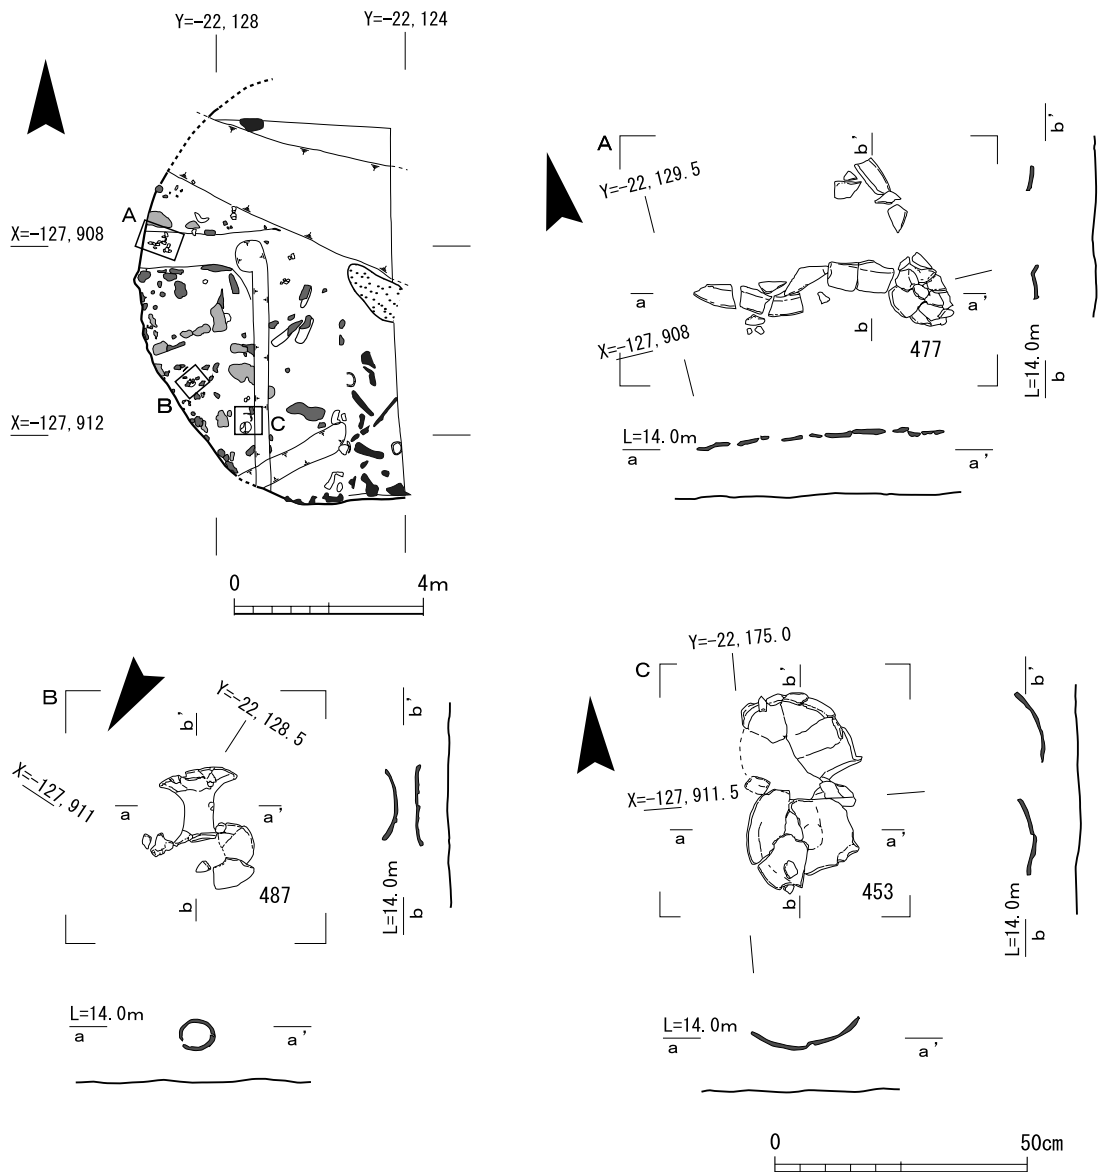 Y=-22,128
Y=-22,124
A
X=-127,908
B
C
X=-127,912
0
4m
A
Y=-22,129.5
X=-127,908
a
a'
b'
b
477
b'
L=14.0m
b
L=14.0m
a
a'
B
Y=-22,128.5
X=-127,911
b'
a
a'
b
487
b'
L=14.0m
b
L=14.0m
a
a'
C
Y=-22,175.0
X=-127,911.5
b'
a
a'
b
453
b'
L=14.0m
b
L=14.0m
a
a'
0
50cm